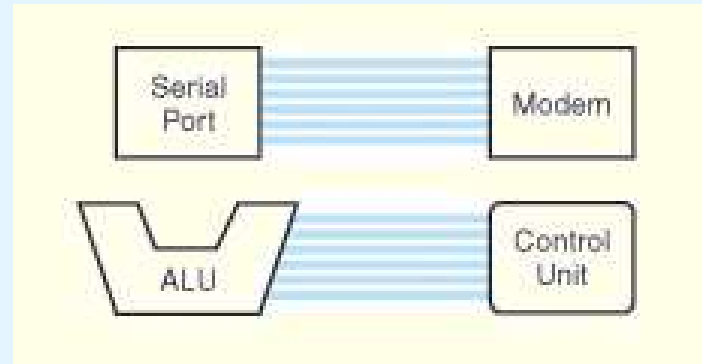 Serial
Port
Modem
ALU
Control
Unit